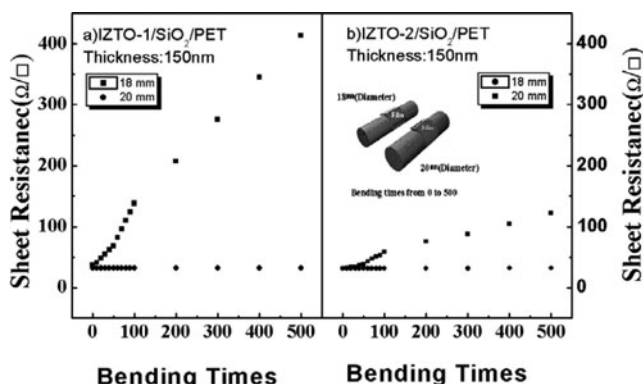 a)IZTO-1/SiO2/PET
Thickness:150nm
18 mm
20 mm
b)IZTO-2/SiO2/PET
Thickness:150nm
18 mm
20 mm
18mm(Diameter)
Film
Film
20mm(Diameter)
Bending times from 0 to 500
Sheet Resistanec(Ω/□)
400
300
200
100
0
400
300
200
100
0
Sheet Resistanec(Ω/□)
0 100 200 300 400 500
0 100 200 300 400 500
Bending Times
Bending Times